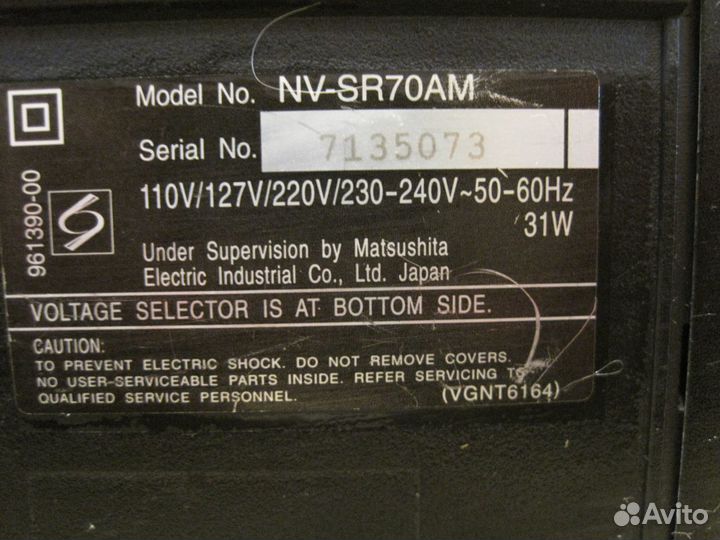 Model No. NV-SR70AM
Serial No. 7135073
961390-00
110V/127V/220V/230-240V~50-60Hz
31W
Under Supervision by Matsushita
Electric Industrial Co., Ltd. Japan
VOLTAGE SELECTOR IS AT BOTTOM SIDE.
CAUTION:
TO PREVENT ELECTRIC SHOCK. DO NOT REMOVE COVERS.
NO USER-SERVICEABLE PARTS INSIDE. REFER SERVICING TO
QUALIFIED SERVICE PERSONNEL.
(VGNT6164)
Avito